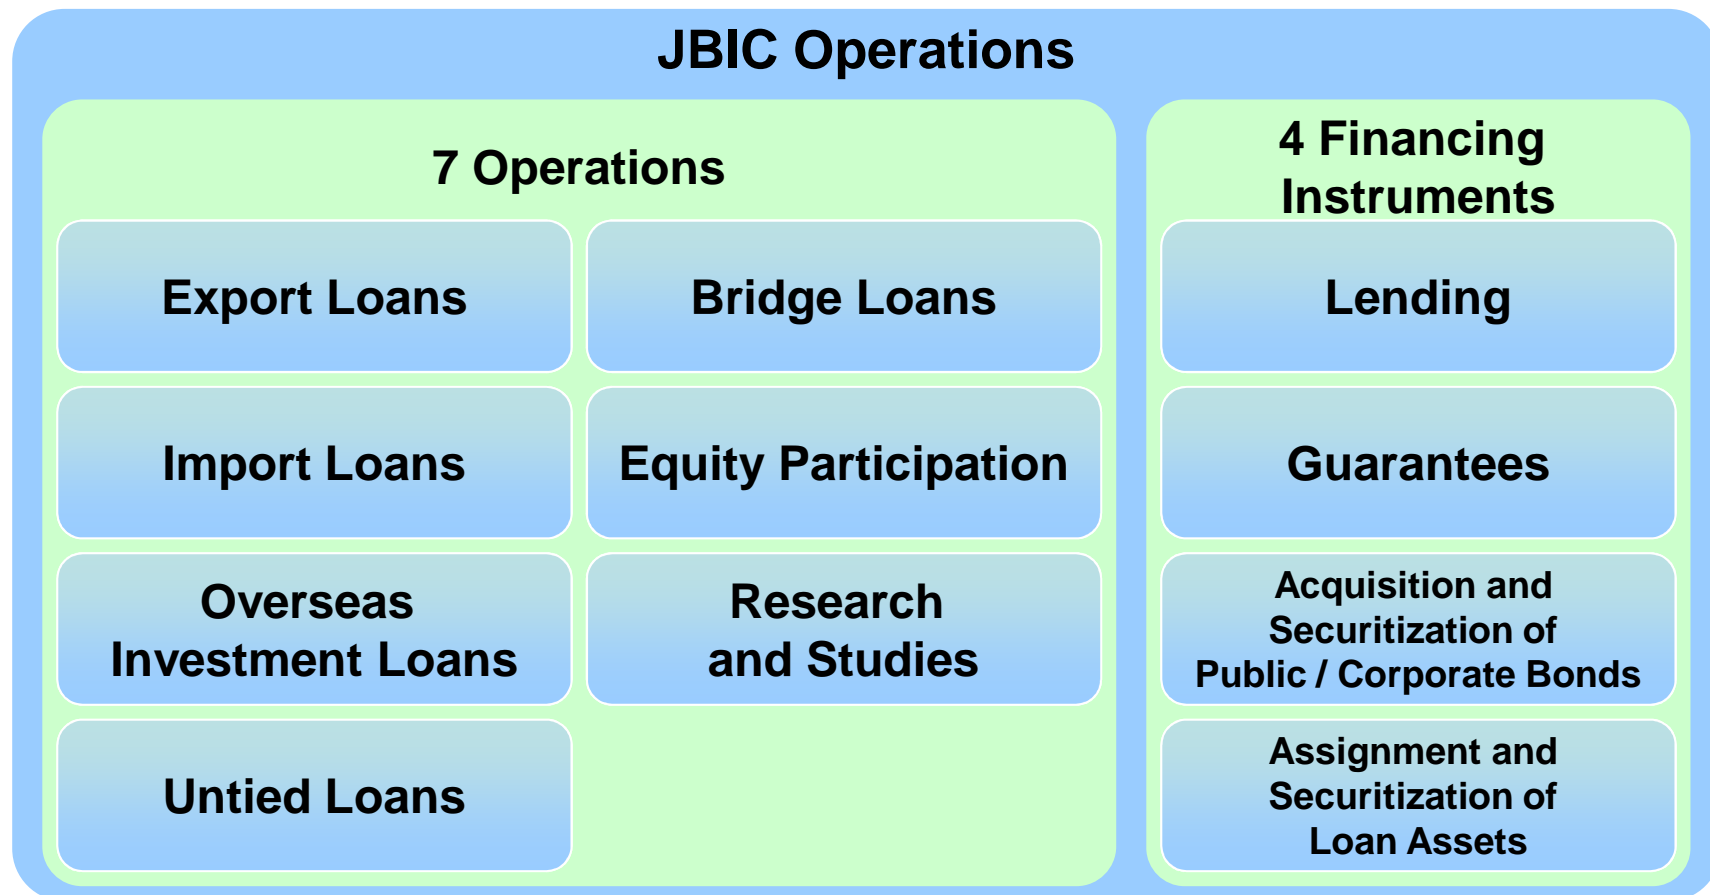 JBIC Operations
7 Operations
Export Loans
Bridge Loans
Import Loans
Equity Participation
Overseas
Investment Loans
Research
and Studies
Untied Loans
4 Financing
Instruments
Lending
Guarantees
Acquisition and
Securitization of
Public / Corporate Bonds
Assignment and
Securitization of
Loan Assets